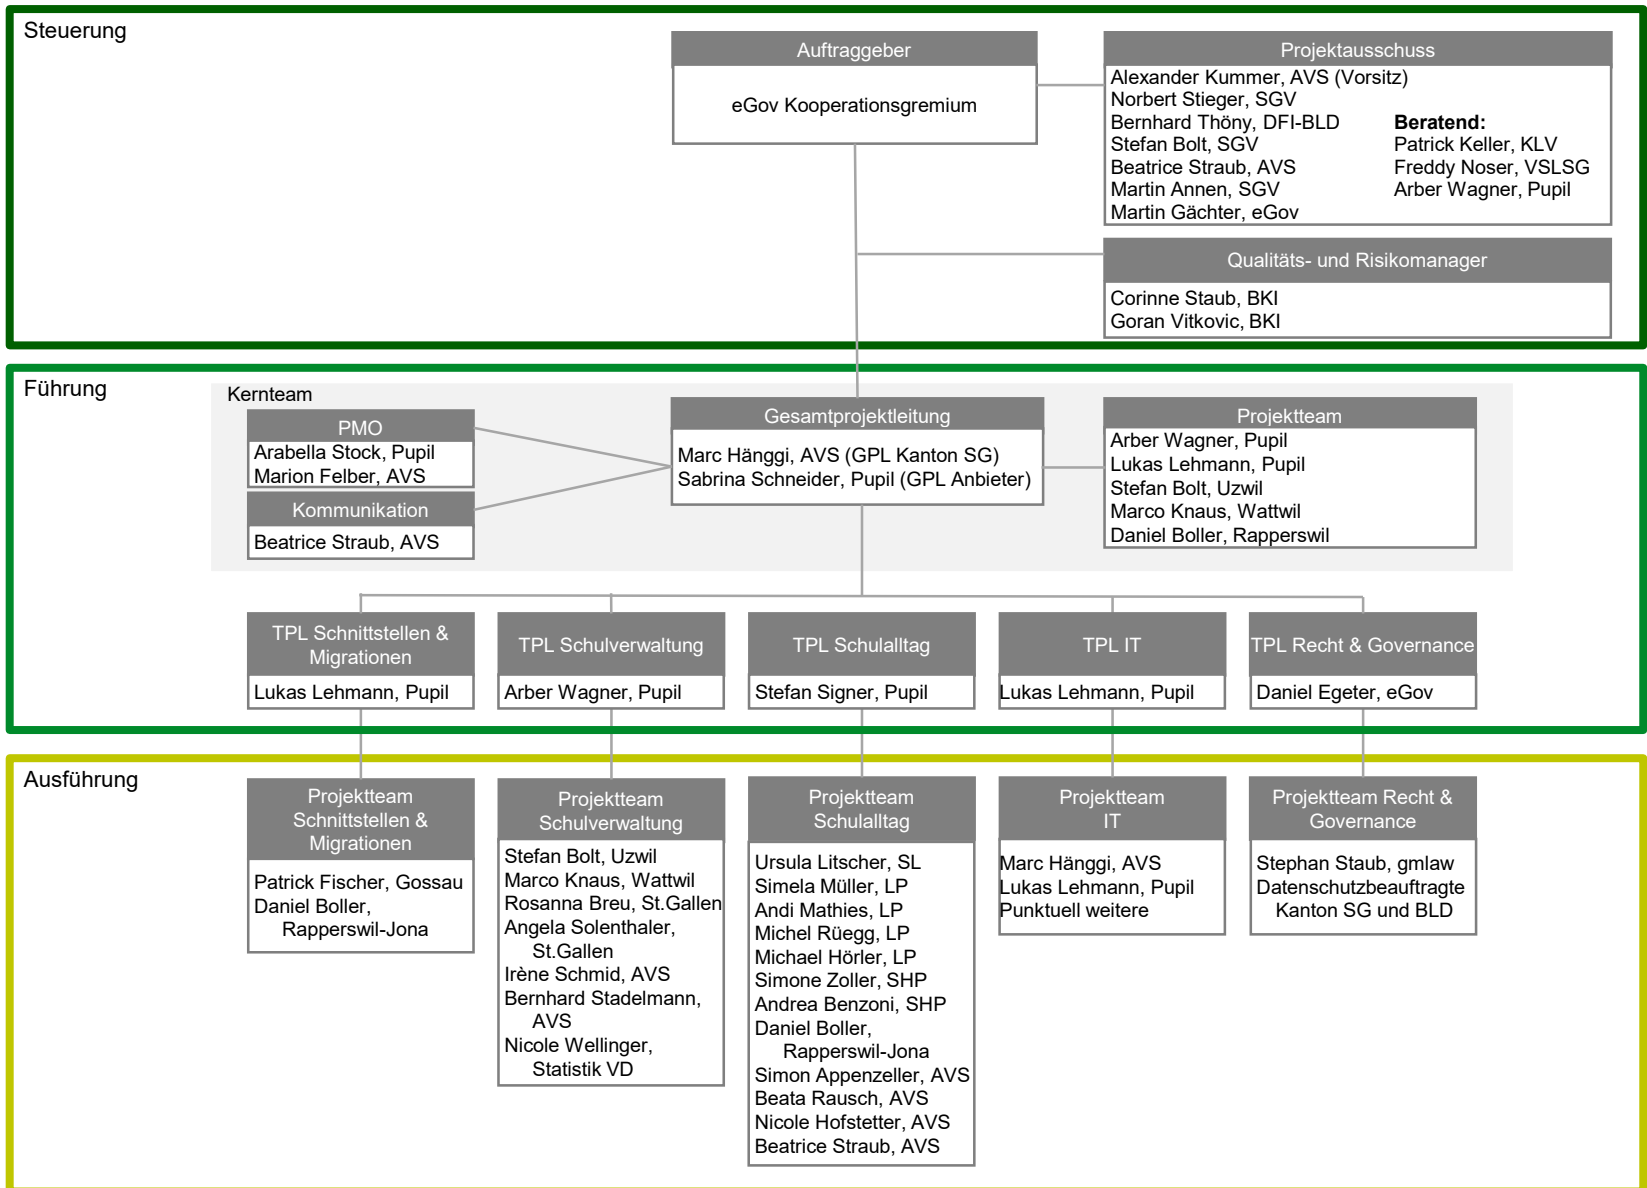 Steuerung
Auftraggeber
eGov Kooperationsgremium
Projektausschuss
Alexander Kummer, AVS (Vorsitz)
Norbert Stieger, SGV
Bernhard Thöny, DFI-BLD
Stefan Bolt, SGV
Beatrice Straub, AVS
Martin Annen, SGV
Martin Gächter, eGov
Beratend:
Patrick Keller, KLV
Freddy Noser, VSLSG
Arber Wagner, Pupil
Qualitäts- und Risikomanager
Corinne Staub, BKI
Goran Vitkovic, BKI
Führung
Kernteam
PMO
Arabella Stock, Pupil
Marion Felber, AVS
Kommunikation
Beatrice Straub, AVS
Gesamtprojektleitung
Marc Hänggi, AVS (GPL Kanton SG)
Sabrina Schneider, Pupil (GPL Anbieter)
Projektteam
Arber Wagner, Pupil
Lukas Lehmann, Pupil
Stefan Bolt, Uzwil
Marco Knaus, Wattwil
Daniel Boller, Rapperswil
TPL Schnittstellen &
Migrationen
Lukas Lehmann, Pupil
TPL Schulverwaltung
Arber Wagner, Pupil
TPL Schulalltag
Stefan Signer, Pupil
TPL IT
Lukas Lehmann, Pupil
TPL Recht & Governance
Daniel Egeter, eGov
Ausführung
Projektteam
Schnittstellen &
Migrationen
Patrick Fischer, Gossau
Daniel Boller,
Rapperswil-Jona
Projektteam
Schulverwaltung
Stefan Bolt, Uzwil
Marco Knaus, Wattwil
Rosanna Breu, St.Gallen
Angela Solenthaler,
St.Gallen
Irène Schmid, AVS
Bernhard Stadelmann,
AVS
Nicole Wellinger,
Statistik VD
Projektteam
Schulalltag
Ursula Litscher, SL
Simela Müller, LP
Andi Mathies, LP
Michel Rüegg, LP
Michael Hörler, LP
Simone Zoller, SHP
Andrea Benzoni, SHP
Daniel Boller,
Rapperswil-Jona
Simon Appenzeller, AVS
Beata Rausch, AVS
Nicole Hofstetter, AVS
Beatrice Straub, AVS
Projektteam
IT
Marc Hänggi, AVS
Lukas Lehmann, Pupil
Punktuell weitere
Projektteam Recht &
Governance
Stephan Staub, gmlaw
Datenschutzbeauftragte
Kanton SG und BLD